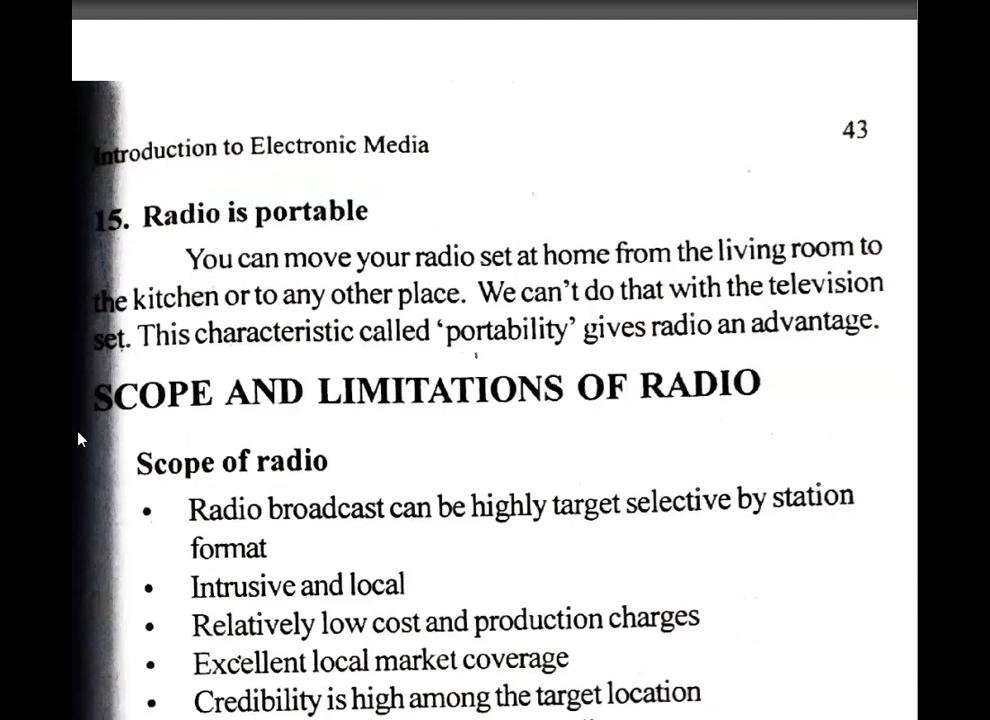 Introduction to Electronic Media 43
15. Radio is portable
You can move your radio set at home from the living room to
the kitchen or to any other place. We can't do that with the television
set. This characteristic called 'portability' gives radio an advantage.
SCOPE AND LIMITATIONS OF RADIO
Scope of radio
• Radio broadcast can be highly target selective by station
format
• Intrusive and local
• Relatively low cost and production charges
• Excellent local market coverage
• Credibility is high among the target location